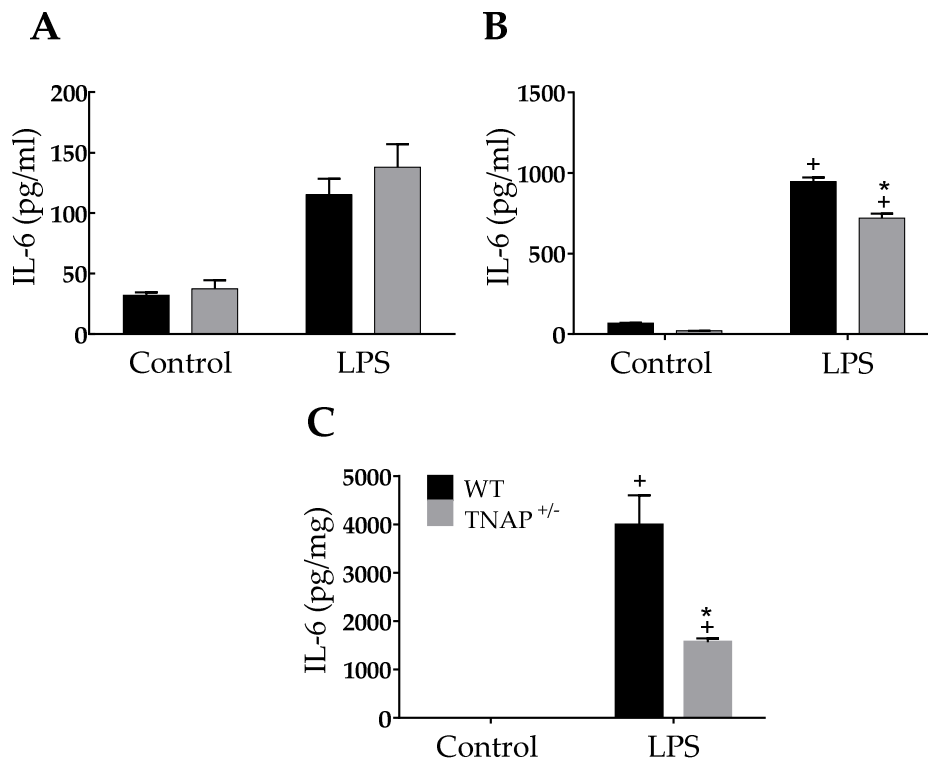 A
IL-6 (pg/ml)
200
150
100
50
0
Control LPS
B
IL-6 (pg/ml)
1500
1000
500
0
+
*
+
Control LPS
C
IL-6 (pg/mg)
5000
4000
3000
2000
1000
0
WT
TNAP +/-
+
*
+
Control LPS